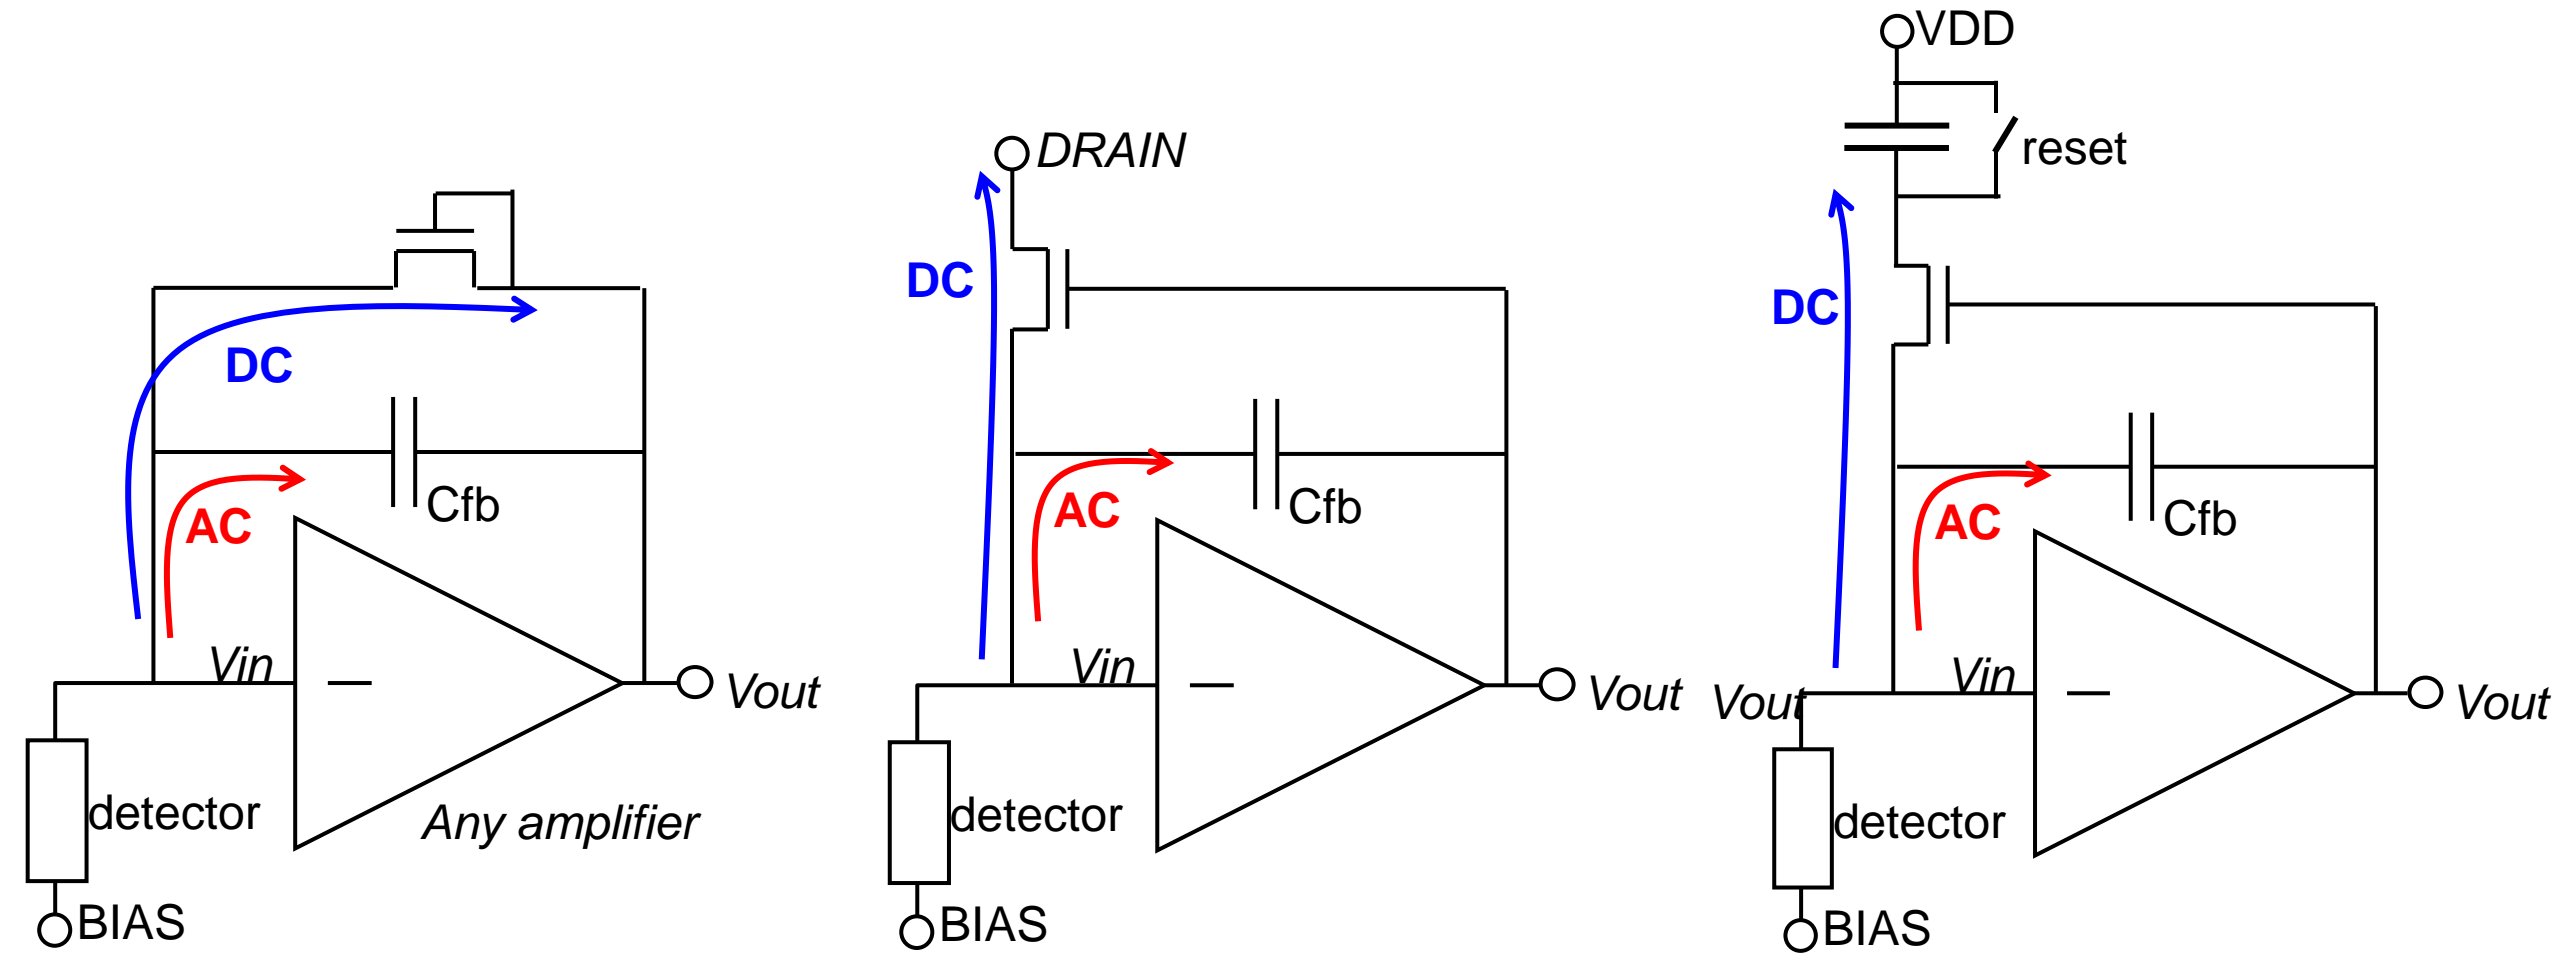 DC
AC
Cfb
Vin
Vout
detector
Any amplifier
BIAS
DRAIN
DC
AC
Cfb
Vin
Vout
detector
BIAS
VDD
reset
DC
AC
Cfb
Vout
Vin
Vout
detector
BIAS